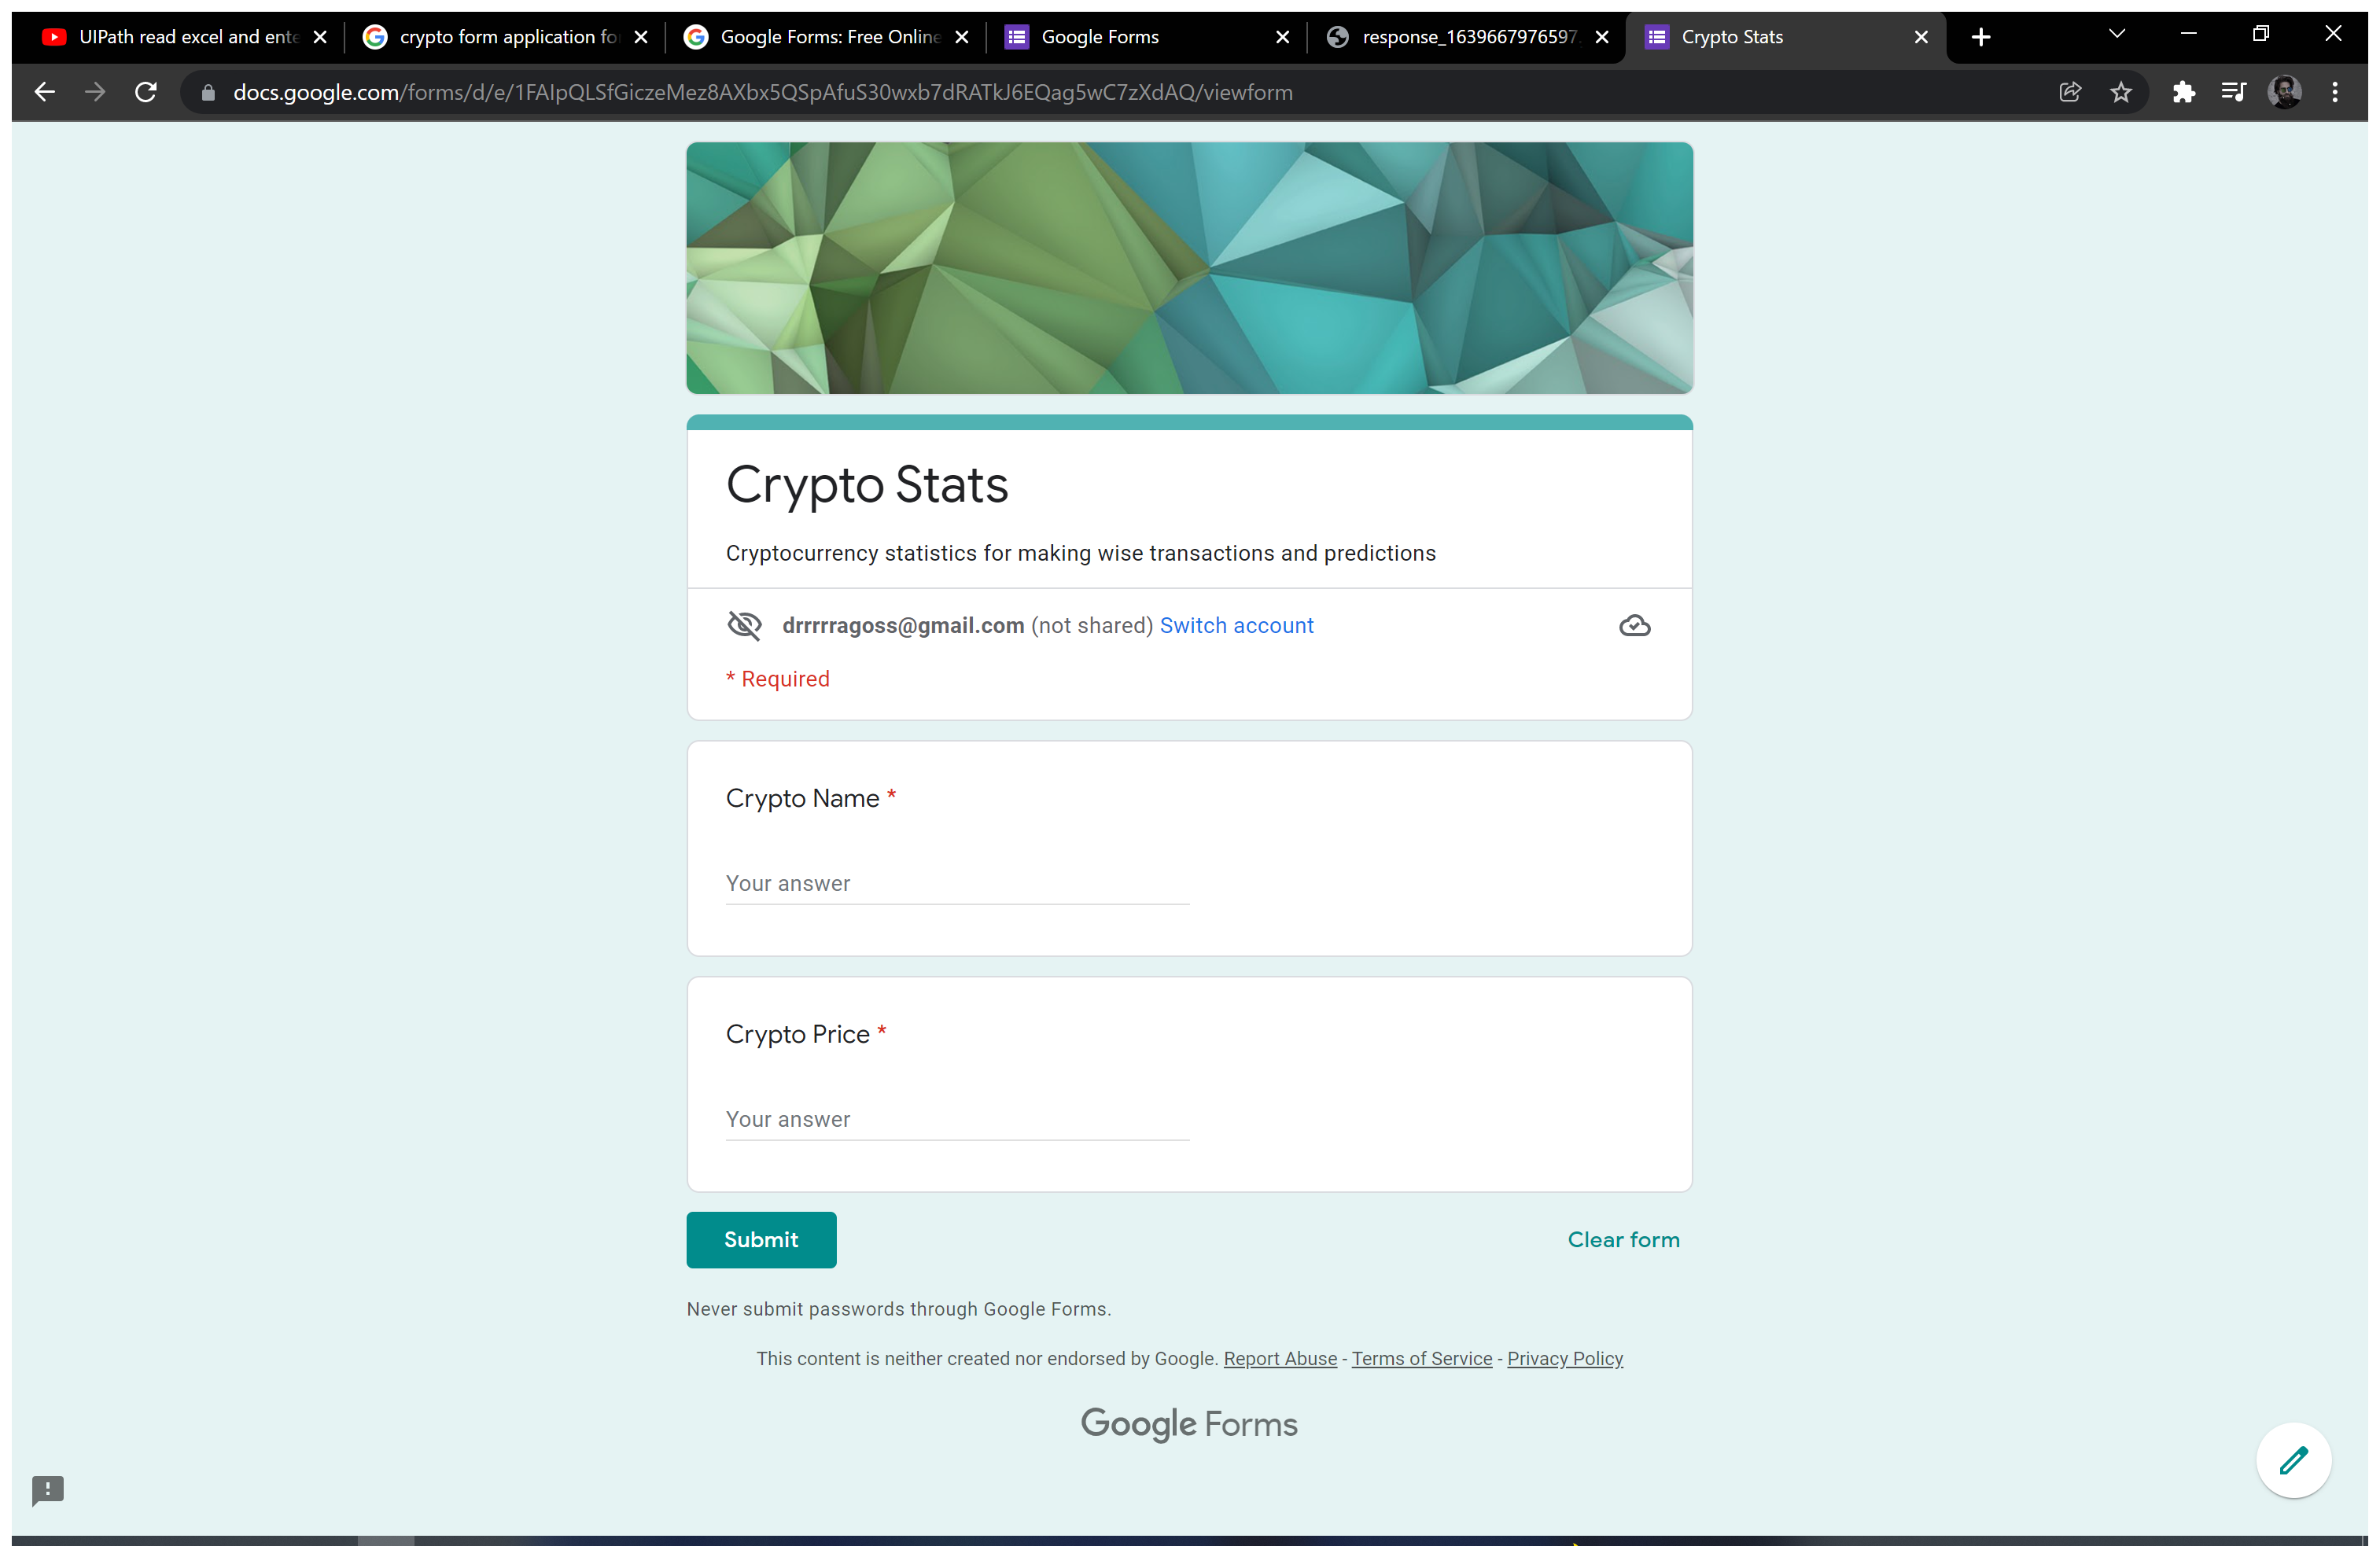 UIPath read excel and ente
crypto form application fo
Google Forms: Free Online
Google Forms
response_1639667976597.
Crypto Stats
docs.google.com/forms/d/e/1FAIpQLSfGiczeMez8AXbx5QSpAfuS30wxb7dRATkJ6EQag5wC7zXdAQ/viewform
Crypto Stats
Cryptocurrency statistics for making wise transactions and predictions
drrrrragoss@gmail.com (not shared) Switch account
* Required
Crypto Name *
Your answer
Crypto Price *
Your answer
Submit
Clear form
Never submit passwords through Google Forms.
This content is neither created nor endorsed by Google. Report Abuse - Terms of Service - Privacy Policy
Google Forms